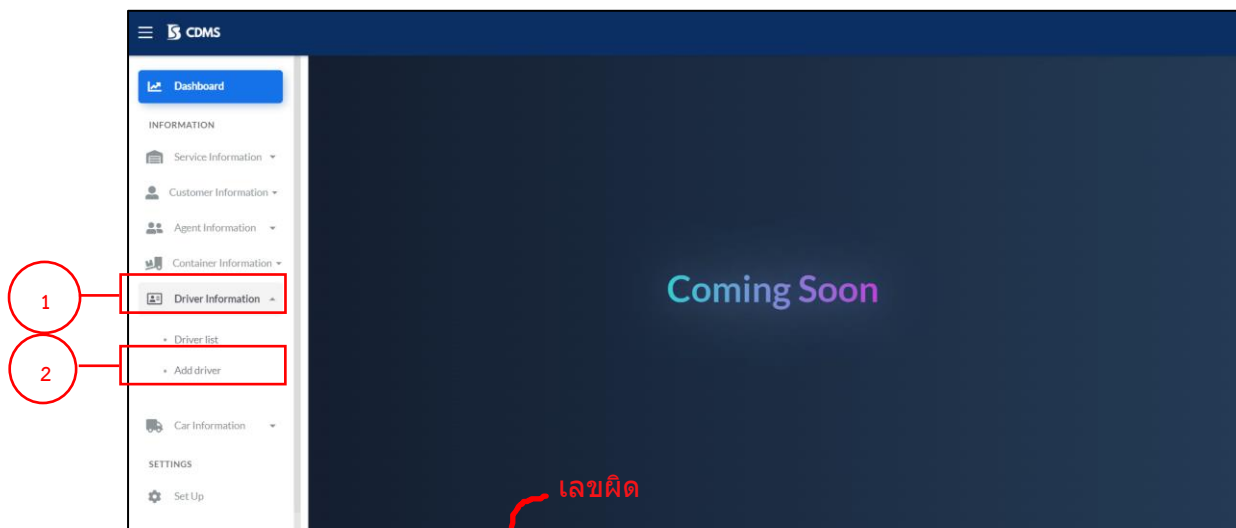 CDMS
Dashboard
INFORMATION
Service Information
Customer Information
Agent Information
Container Information
1
Driver Information
Coming Soon
Driver list
2
Add driver
Car Information
SETTINGS
Set Up
เลขผิด